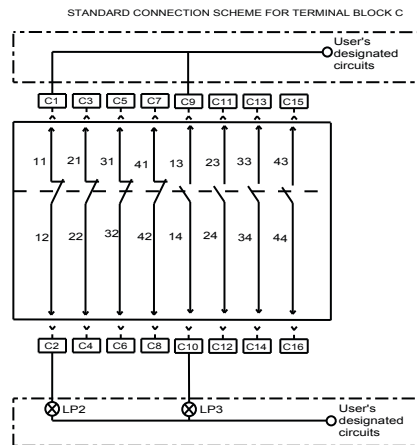 STANDARD CONNECTION SCHEME FOR TERMINAL BLOCK C
User's
designated
circuits
C1 C3 C5 C7 C9 C11 C13 C15
11 21 31 41 13 23 33 43
12 22 32 42 14 24 34 44
C2 C4 C6 C8 C10 C12 C14 C16
LP2 LP3
User's
designated
circuits